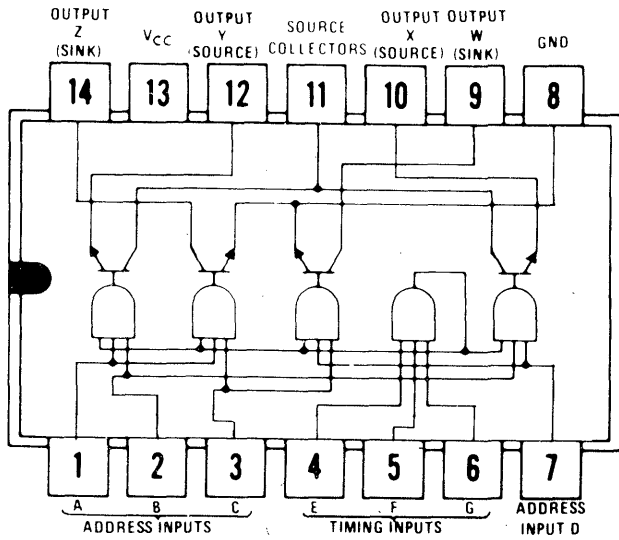 OUTPUT Z (SINK)
VCC
OUTPUT Y (SOURCE)
SOURCE COLLECTORS
OUTPUT X (SOURCE)
OUTPUT W (SINK)
GND
14 13 12 11 10 9 8
1 2 3 4 5 6 7
A B C E F G
ADDRESS INPUTS
TIMING INPUTS
ADDRESS INPUT D